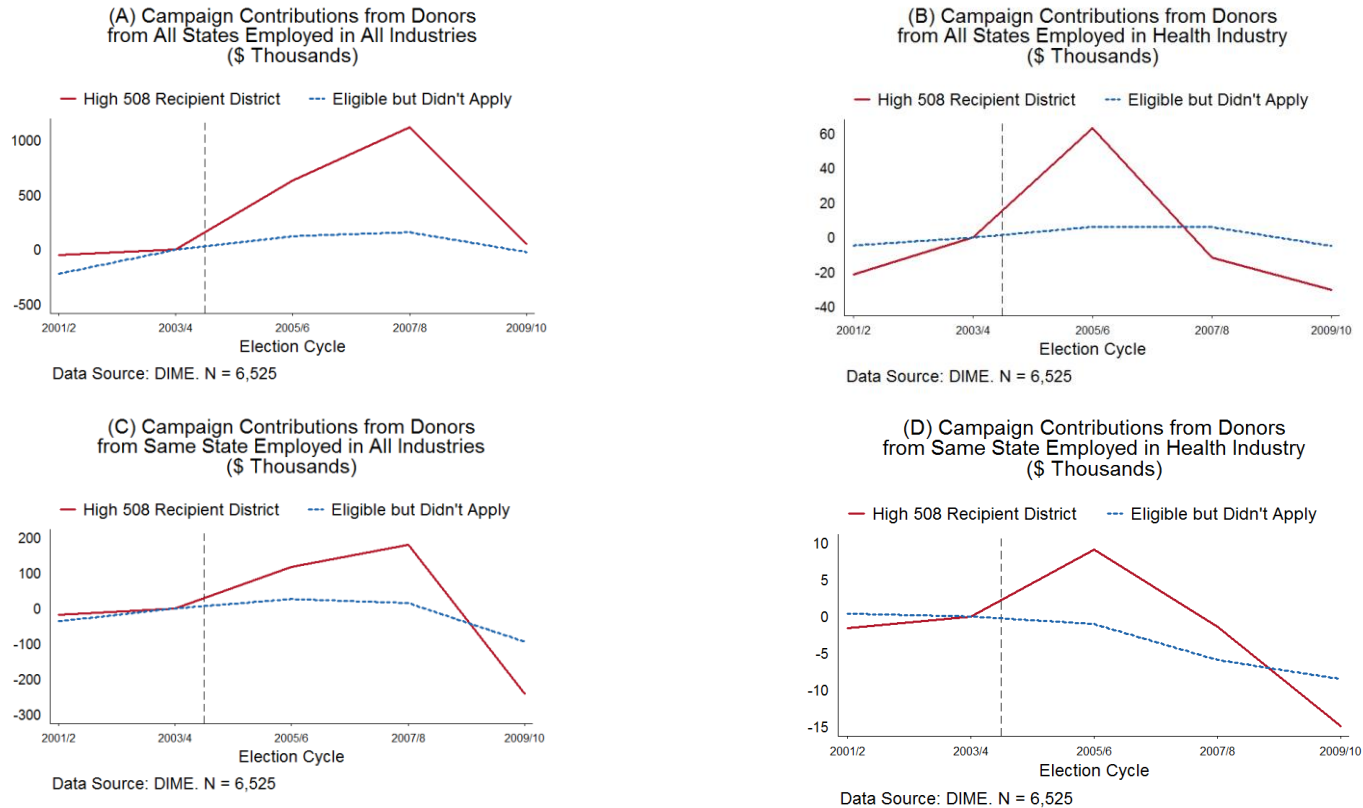 (A) Campaign Contributions from Donors
from All States Employed in All Industries
($ Thousands)
High 508 Recipient District
Eligible but Didn't Apply
1000
500
0
-500
2001/2
2003/4
2005/6
2007/8
2009/10
Election Cycle
Data Source: DIME. N = 6,525
(B) Campaign Contributions from Donors
from All States Employed in Health Industry
($ Thousands)
High 508 Recipient District
Eligible but Didn't Apply
60
40
20
0
-20
-40
2001/2
2003/4
2005/6
2007/8
2009/10
Election Cycle
Data Source: DIME. N = 6,525
(C) Campaign Contributions from Donors
from Same State Employed in All Industries
($ Thousands)
High 508 Recipient District
Eligible but Didn't Apply
200
100
0
-100
-200
-300
2001/2
2003/4
2005/6
2007/8
2009/10
Election Cycle
Data Source: DIME. N = 6,525
(D) Campaign Contributions from Donors
from Same State Employed in Health Industry
($ Thousands)
High 508 Recipient District
Eligible but Didn't Apply
10
5
0
-5
-10
-15
2001/2
2003/4
2005/6
2007/8
2009/10
Election Cycle
Data Source: DIME. N = 6,525